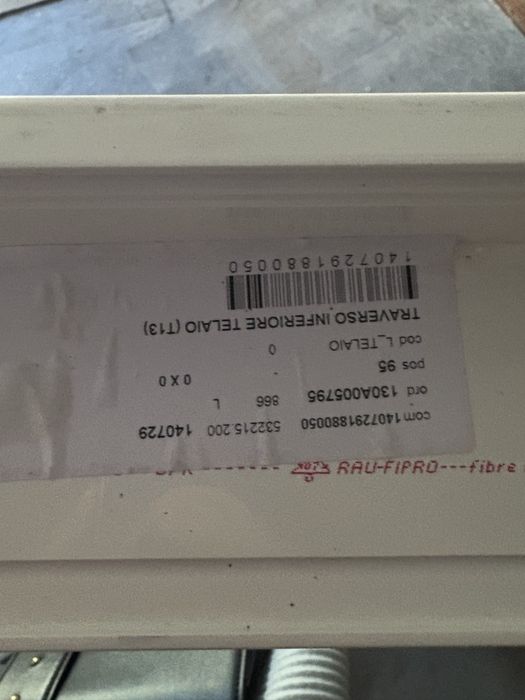 com 1407291880050 532215.200 140729
ord 130A005795 866 L
pos 95 - 0 X 0
cod L_TELAIO 0
TRAVERSO INFERIORE TELAIO (T13)
1407291880050
RAU-FIPRO---fibre